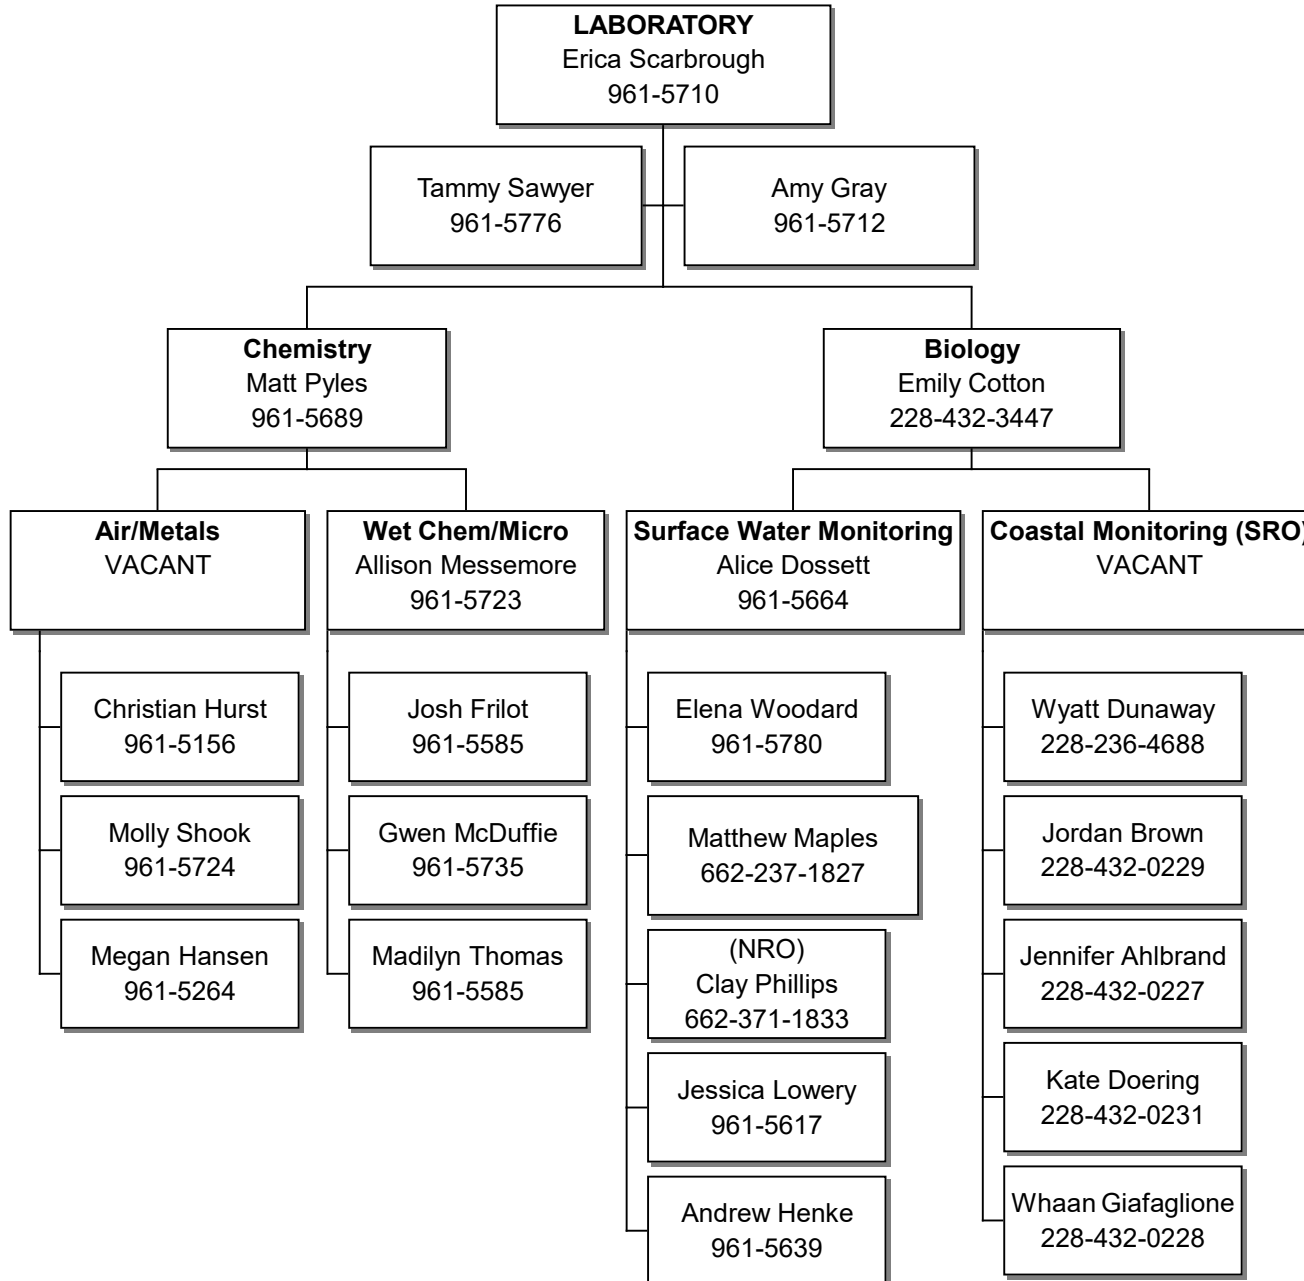 LABORATORY
Erica Scarbrough
961-5710
Tammy Sawyer
961-5776
Amy Gray
961-5712
Chemistry
Matt Pyles
961-5689
Biology
Emily Cotton
228-432-3447
Air/Metals
VACANT
Wet Chem/Micro
Allison Messemore
961-5723
Surface Water Monitoring
Alice Dossett
961-5664
Coastal Monitoring (SRO)
VACANT
Christian Hurst
961-5156
Molly Shook
961-5724
Megan Hansen
961-5264
Josh Frilot
961-5585
Gwen McDuffie
961-5735
Madilyn Thomas
961-5585
Elena Woodard
961-5780
Matthew Maples
662-237-1827
(NRO)
Clay Phillips
662-371-1833
Jessica Lowery
961-5617
Andrew Henke
961-5639
Wyatt Dunaway
228-236-4688
Jordan Brown
228-432-0229
Jennifer Ahlbrand
228-432-0227
Kate Doering
228-432-0231
Whaan Giafaglione
228-432-0228